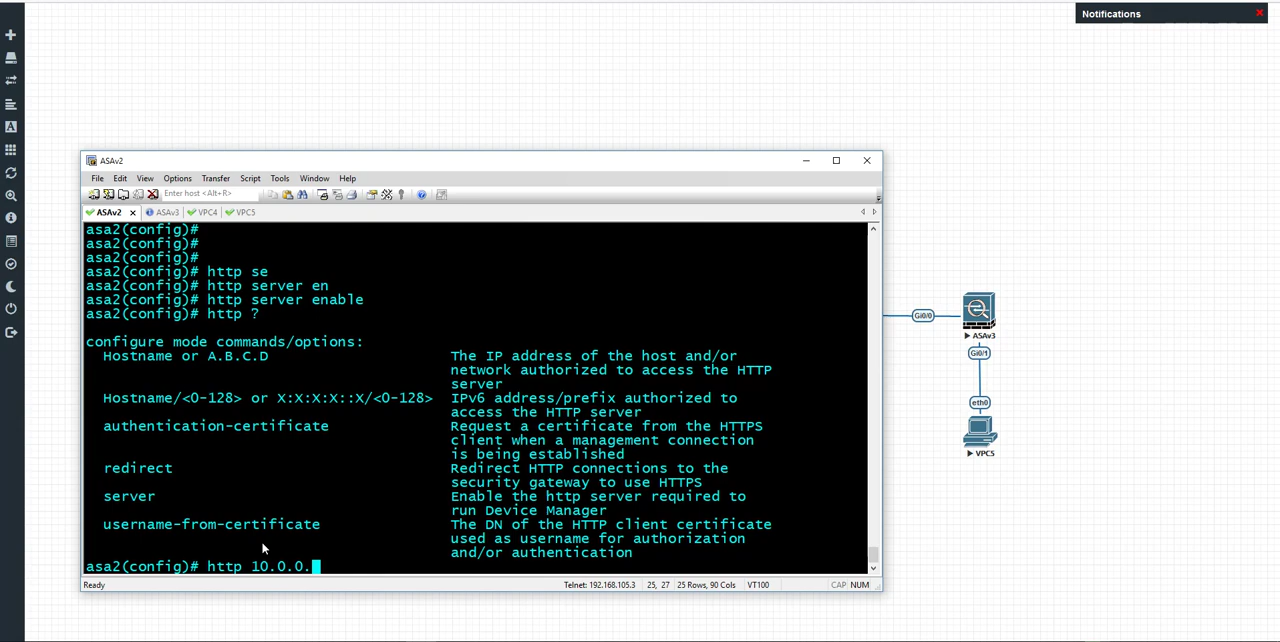 Notifications
ASAv2
File Edit View Options Transfer Script Tools Window Help
Enter host <Alt+R>
ASAv2 ASAv3 VPC4 VPC5
asa2(config)#
asa2(config)#
asa2(config)#
asa2(config)# http se
asa2(config)# http server en
asa2(config)# http server enable
asa2(config)# http ?
configure mode commands/options:
Hostname or A.B.C.D The IP address of the host and/or
network authorized to access the HTTP
server
Hostname/<0-128> or X:X:X:X::X/<0-128> IPv6 address/prefix authorized to
access the HTTP server
authentication-certificate Request a certificate from the HTTPS
client when a management connection
is being established
redirect Redirect HTTP connections to the
security gateway to use HTTPS
server Enable the http server required to
run Device Manager
username-from-certificate The DN of the HTTP client certificate
used as username for authorization
and/or authentication
asa2(config)# http 10.0.0.
Ready Telnet: 192.168.105.3 25, 27 25 Rows, 90 Cols VT100 CAP NUM
Gi0/0
ASAv3
Gi0/1
eth0
VPC5